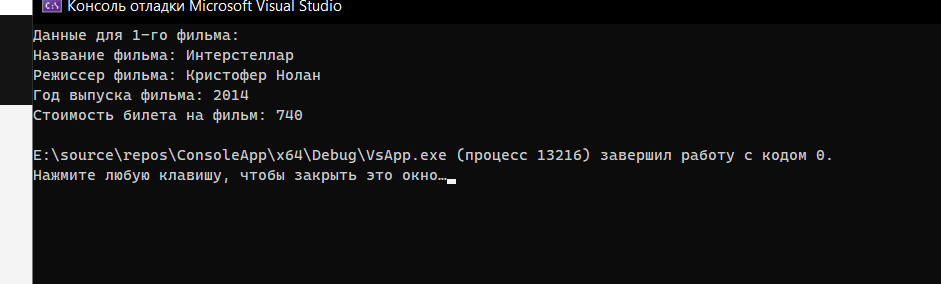 Консоль отладки Microsoft Visual Studio
Данные для 1-го фильма:
Название фильма: Интерстеллар
Режиссер фильма: Кристофер Нолан
Год выпуска фильма: 2014
Стоимость билета на фильм: 740
E:\source\repos\ConsoleApp\x64\Debug\VsApp.exe (процесс 13216) завершил работу с кодом 0.
Нажмите любую клавишу, чтобы закрыть это окно…